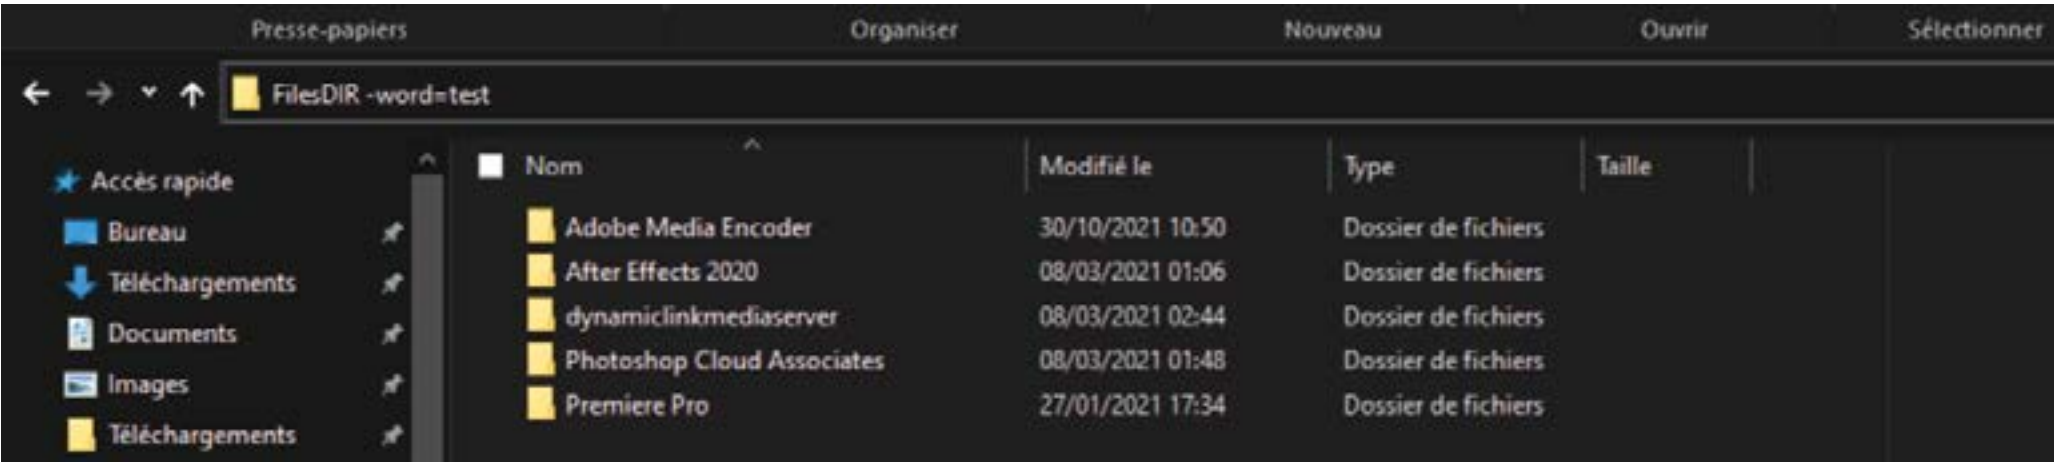 Presse-papiers Organiser Nouveau Ouvrir Sélectionner
FilesDIR -word=test
Accès rapide
Bureau
Téléchargements
Documents
Images
Téléchargements
Nom Modifié le Type Taille
Adobe Media Encoder 30/10/2021 10:50 Dossier de fichiers
After Effects 2020 08/03/2021 01:06 Dossier de fichiers
dynamiclinkmediaserver 08/03/2021 02:44 Dossier de fichiers
Photoshop Cloud Associates 08/03/2021 01:48 Dossier de fichiers
Premiere Pro 27/01/2021 17:34 Dossier de fichiers